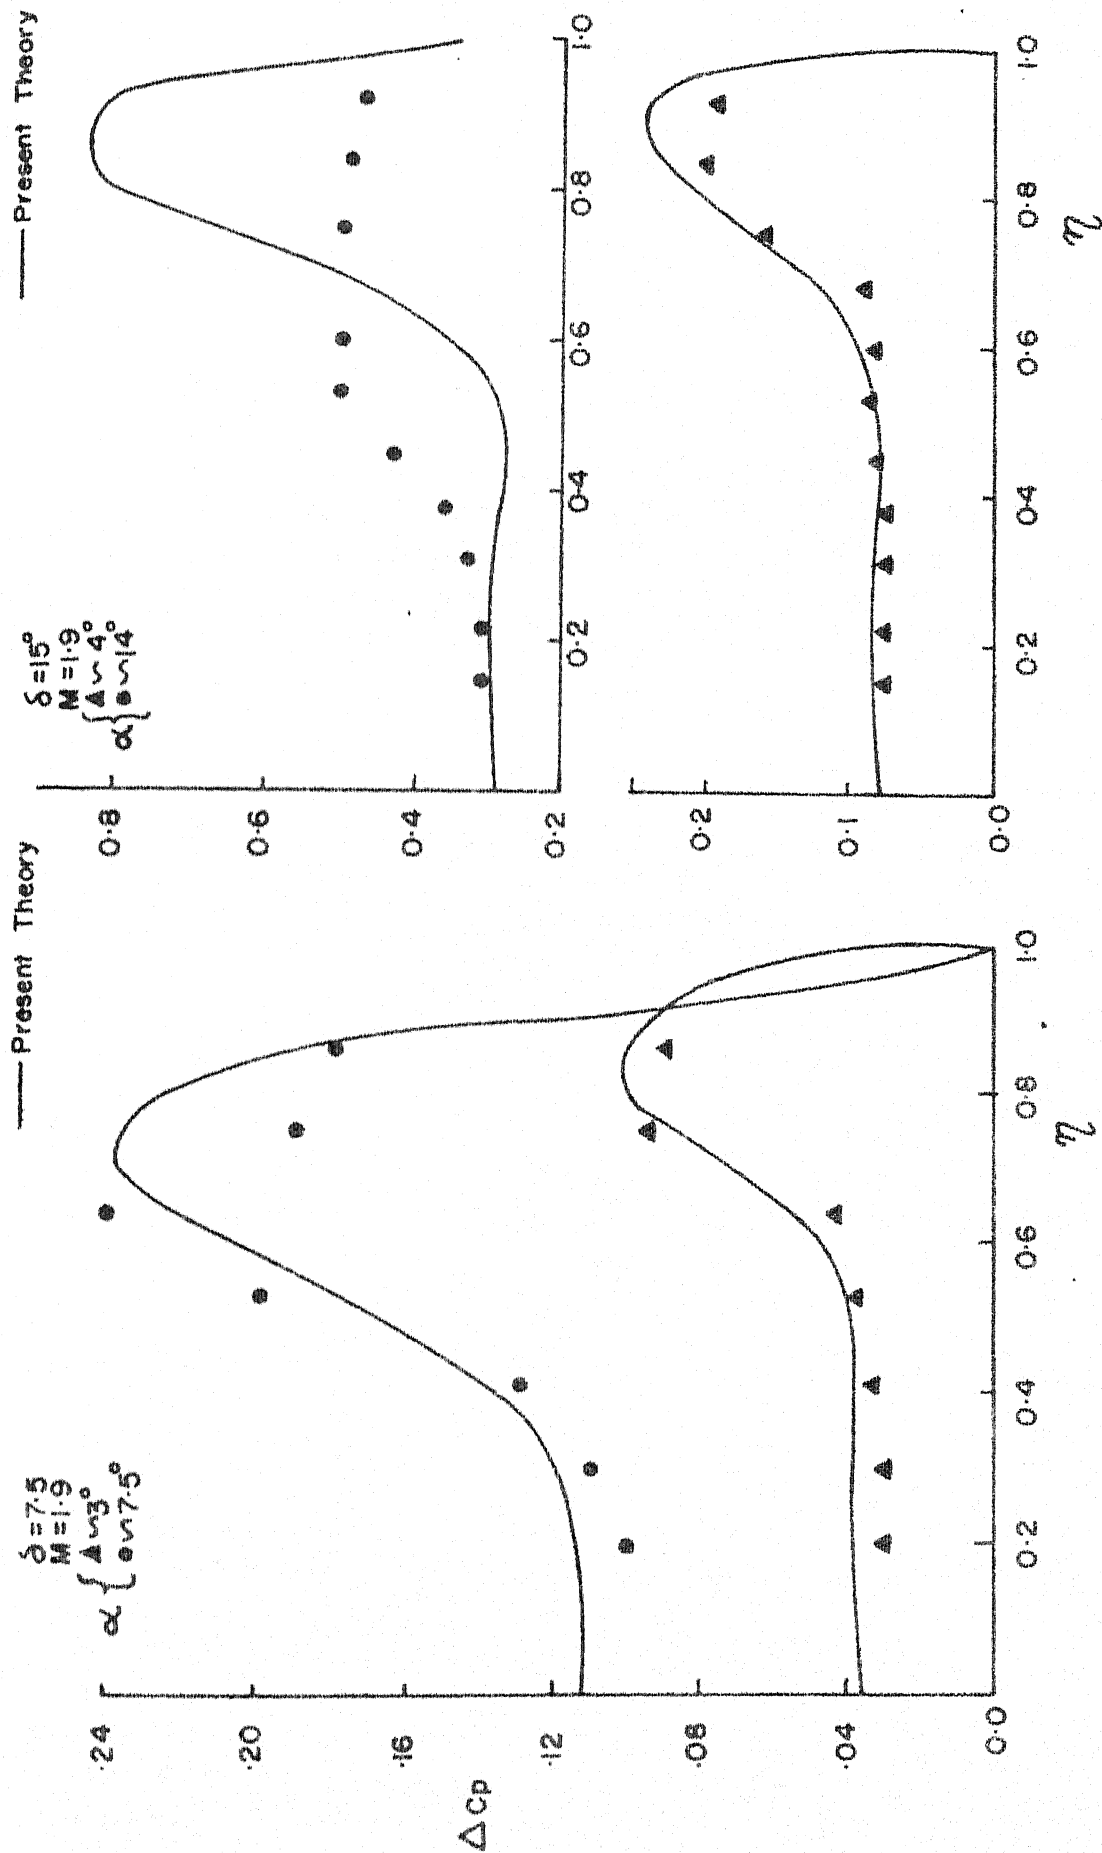 — Present Theory
δ=7.5
M=1.9
α { ▲ ~ 3°
● ~ 7.5°
.24
.20
.16
.12
.08
.04
0.0
ΔCp
0.2
0.4
0.6
0.8
1.0
η
— Present Theory
δ=15°
M=1.9
α { ▲ ~ 4°
● ~ 14°
0.8
0.6
0.4
0.2
0.2
0.4
0.6
0.8
1.0
0.2
0.1
0.0
0.2
0.4
0.6
0.8
1.0
η